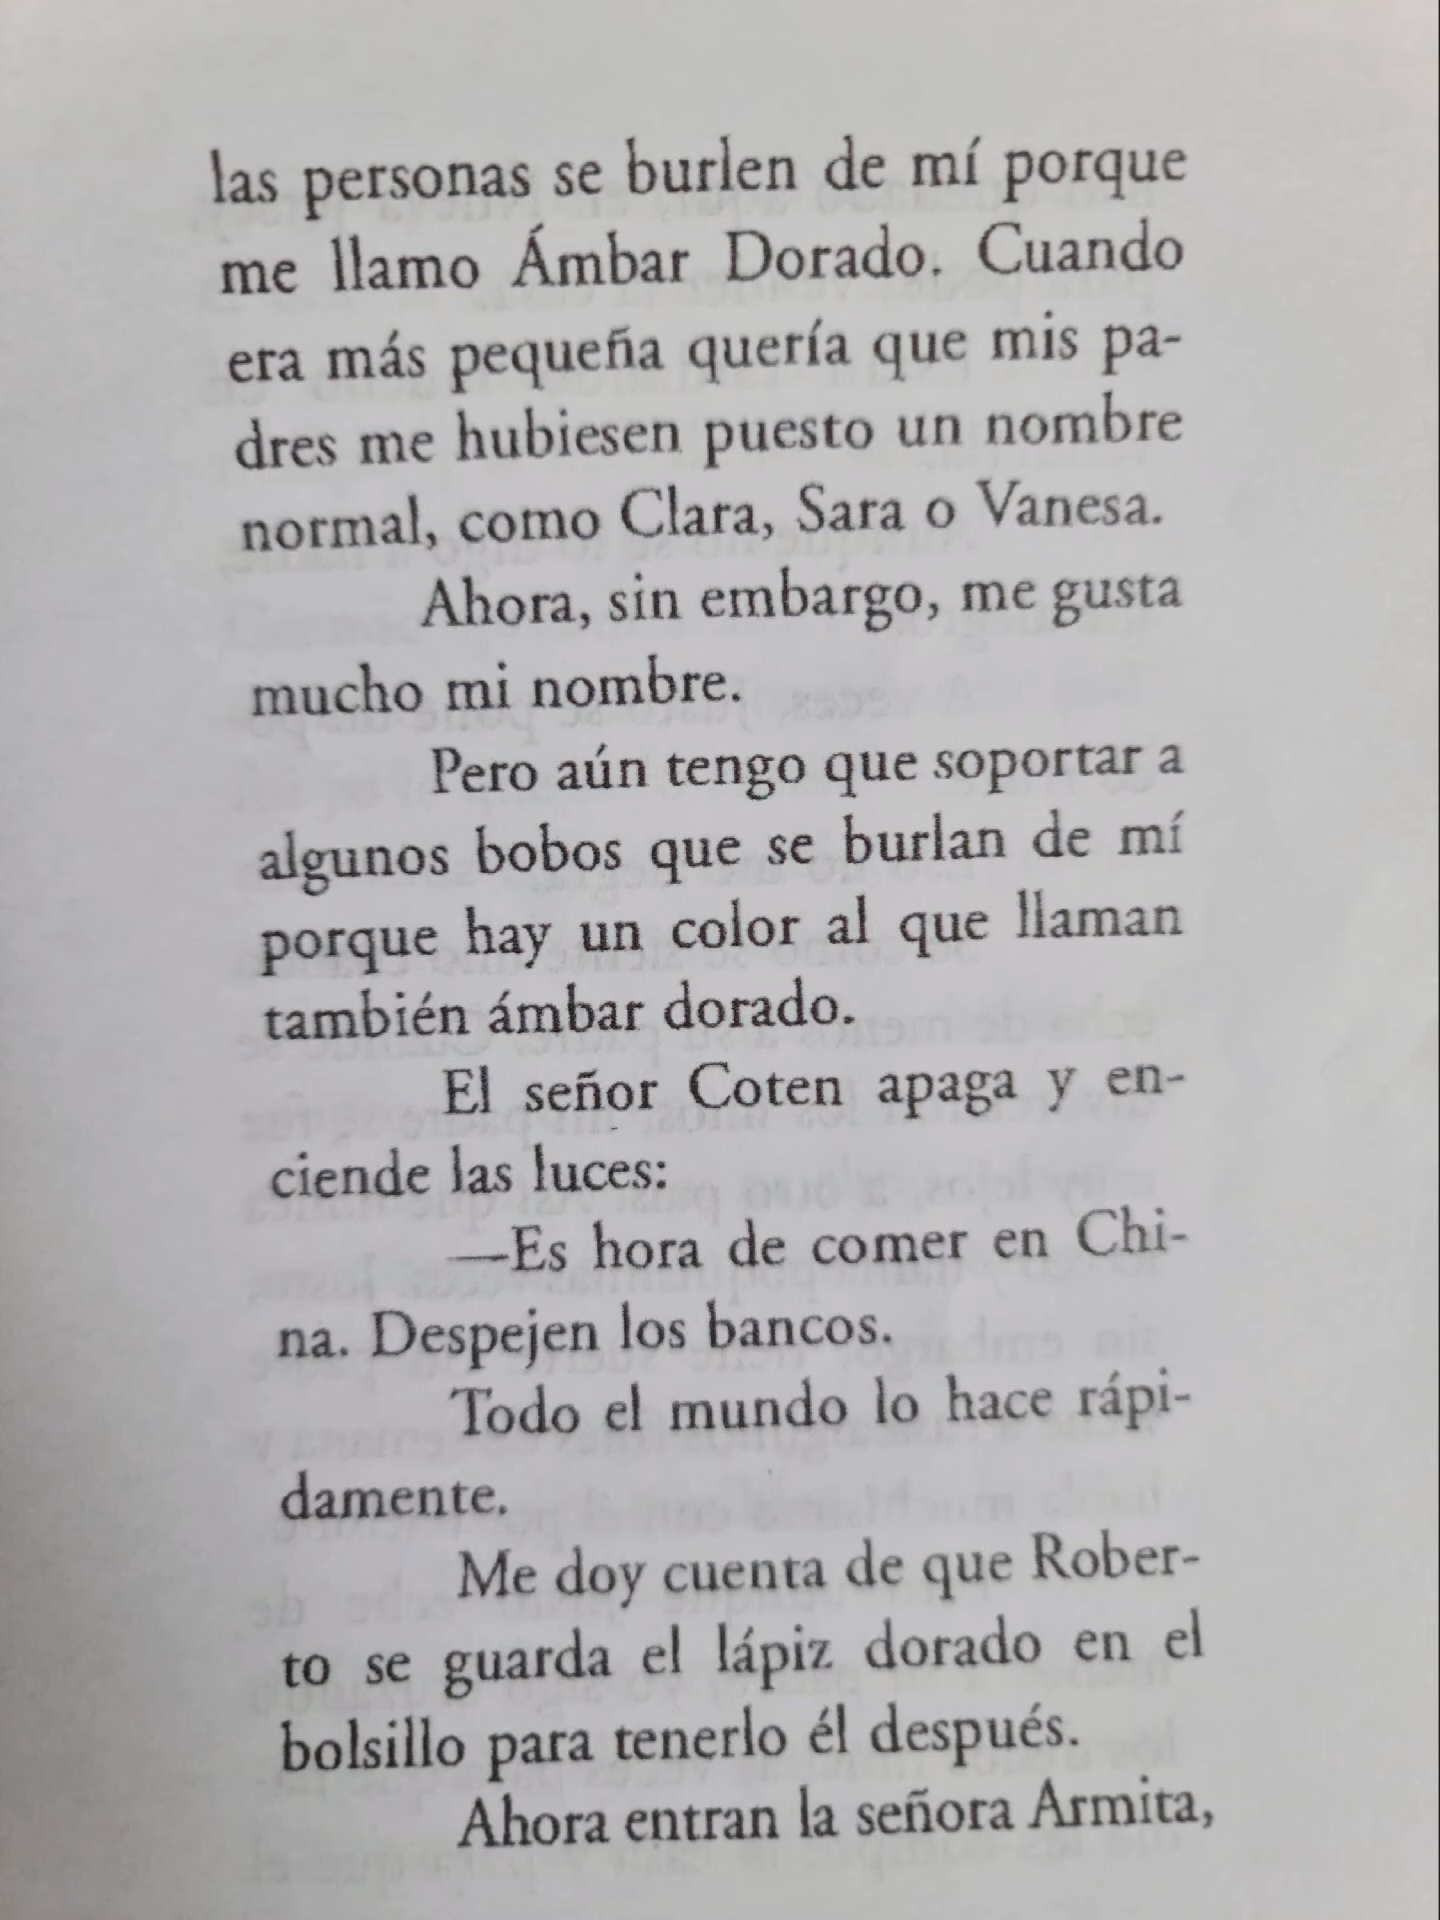 las personas se burlen de mí porque
me llamo Ámbar Dorado. Cuando
era más pequeña quería que mis pa-
dres me hubiesen puesto un nombre
normal, como Clara, Sara o Vanesa.
Ahora, sin embargo, me gusta
mucho mi nombre.
Pero aún tengo que soportar a
algunos bobos que se burlan de mí
porque hay un color al que llaman
también ámbar dorado.
El señor Coten apaga y en-
ciende las luces:
—Es hora de comer en Chi-
na. Despejen los bancos.
Todo el mundo lo hace rápi-
damente.
Me doy cuenta de que Rober-
to se guarda el lápiz dorado en el
bolsillo para tenerlo él después.
Ahora entran la señora Armita,